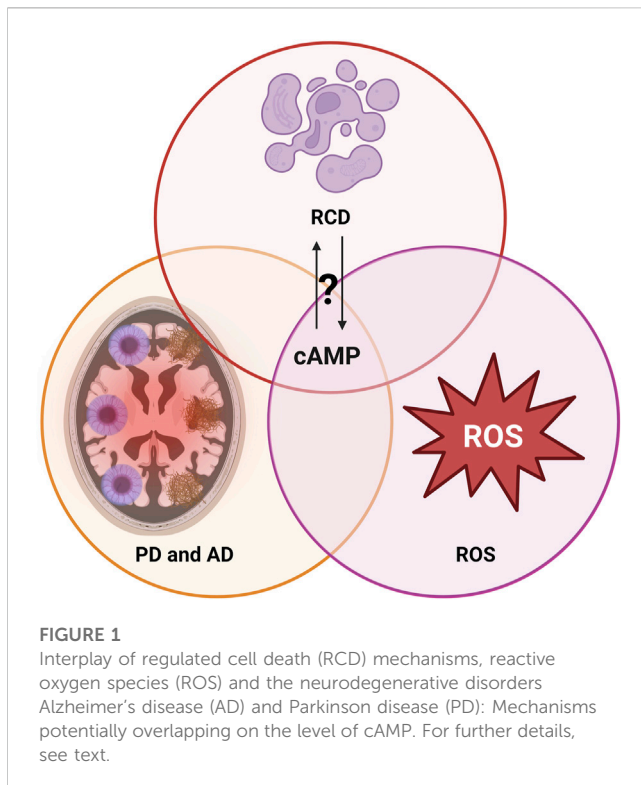 RCD
?
cAMP
ROS
PD and AD
ROS
FIGURE 1
Interplay of regulated cell death (RCD) mechanisms, reactive
oxygen species (ROS) and the neurodegenerative disorders
Alzheimer's disease (AD) and Parkinson disease (PD): Mechanisms
potentially overlapping on the level of cAMP. For further details,
see text.